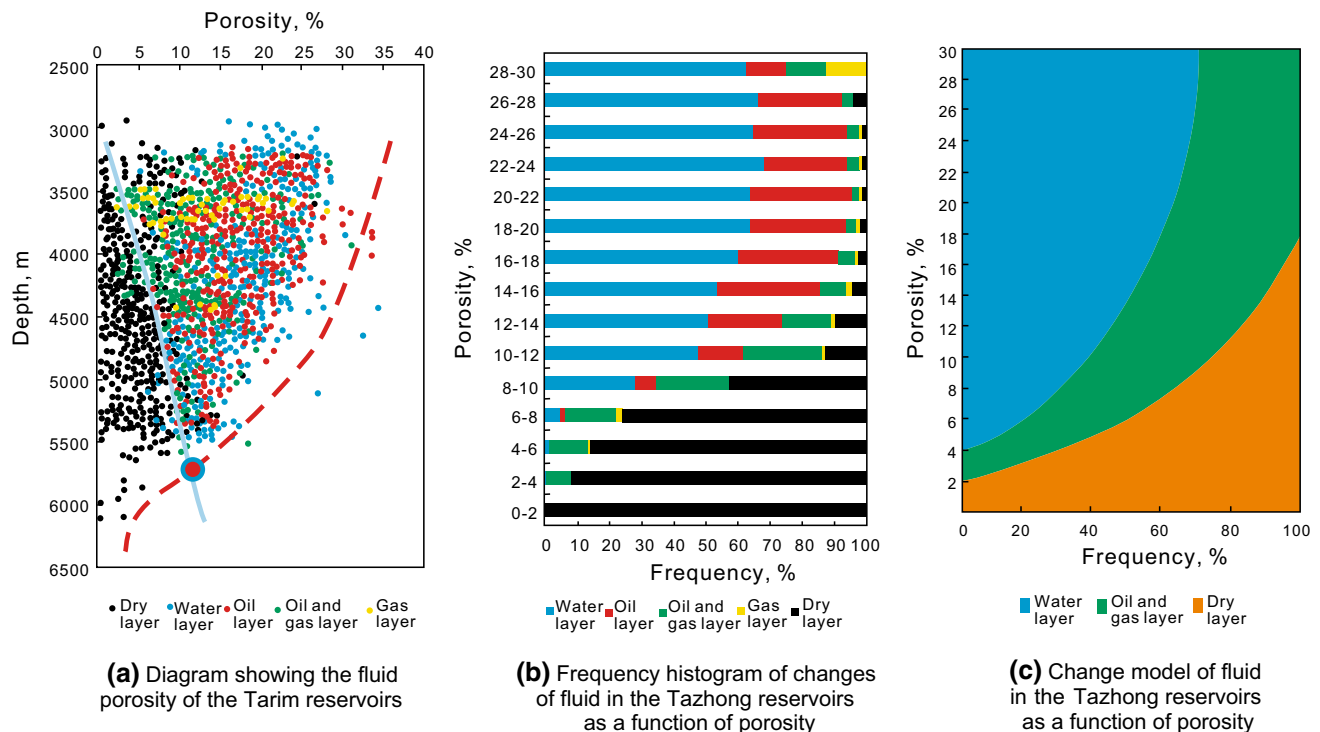 Porosity, %
0 5 10 15 20 25 30 35 40
2500
3000
3500
4000
4500
5000
5500
6000
6500
Depth, m
Dry layer
Water layer
Oil layer
Oil and gas layer
Gas layer
(a) Diagram showing the fluid
porosity of the Tarim reservoirs
Porosity, %
28-30
26-28
24-26
22-24
20-22
18-20
16-18
14-16
12-14
10-12
8-10
6-8
4-6
2-4
0-2
0 10 20 30 40 50 60 70 80 90 100
Frequency, %
Water layer
Oil layer
Oil and gas layer
Gas layer
Dry layer
(b) Frequency histogram of changes
of fluid in the Tazhong reservoirs
as a function of porosity
Porosity, %
30
28
26
24
22
20
18
16
14
12
10
8
6
4
2
0 20 40 60 80 100
Frequency, %
Water layer
Oil and gas layer
Dry layer
(c) Change model of fluid
in the Tazhong reservoirs
as a function of porosity